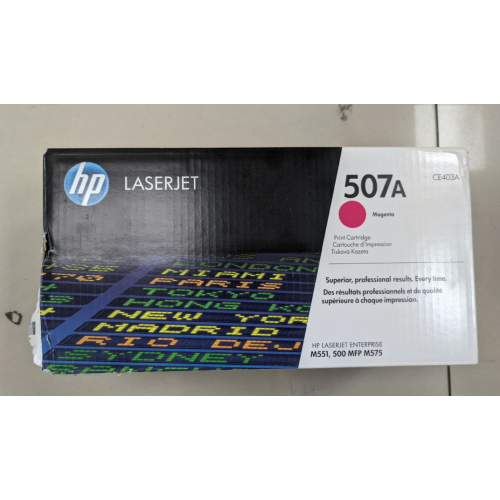 hp
LASERJET
507A
CE403A
Magenta
Print Cartridge
Cartouche d'impression
Tisková Kazeta
Superior, professional results. Every time.
Des résultats professionnels et de qualité
supérieure à chaque impression.
HP LASERJET ENTERPRISE
M551, 500 MFP M575
LONDON
MIAMI
PARIS
TOKYO
NEW YOR
MADRID
RIO DEJ
SYDNEY